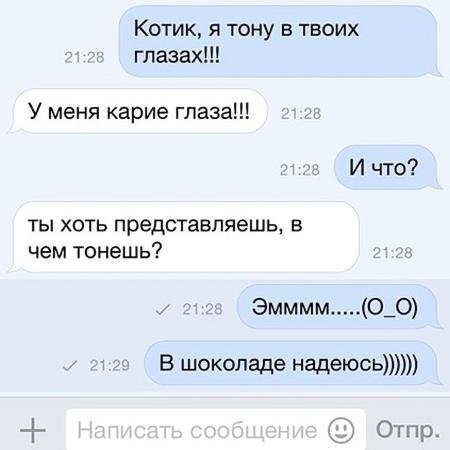 Котик, я тону в твоих
глазах!!!
21:28
У меня карие глаза!!!
21:28
21:28
И что?
ты хоть представляешь, в
чем тонешь?
21:28
21:28
Эмммм.....(О_О)
21:29
В шоколаде надеюсь))))))
Написать сообщение
Отпр.